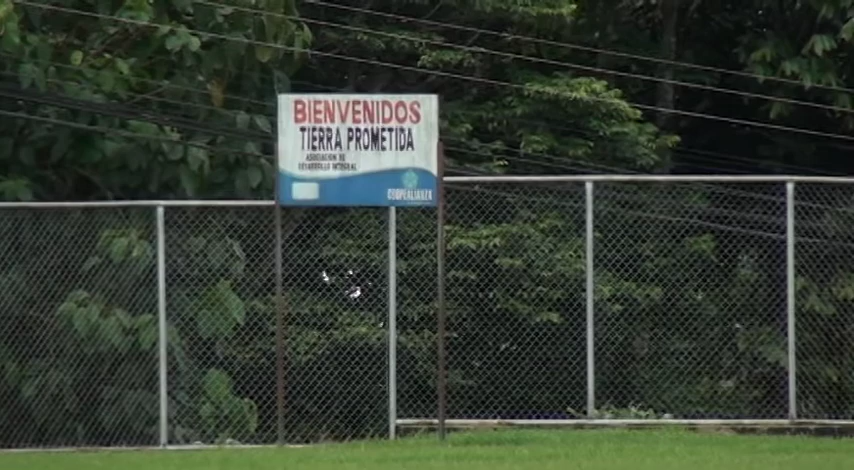 BIENVENIDOS
TIERRA PROMETIDA
ASOCIACION DE
DESARROLLO INTEGRAL
COOPEALIANZA